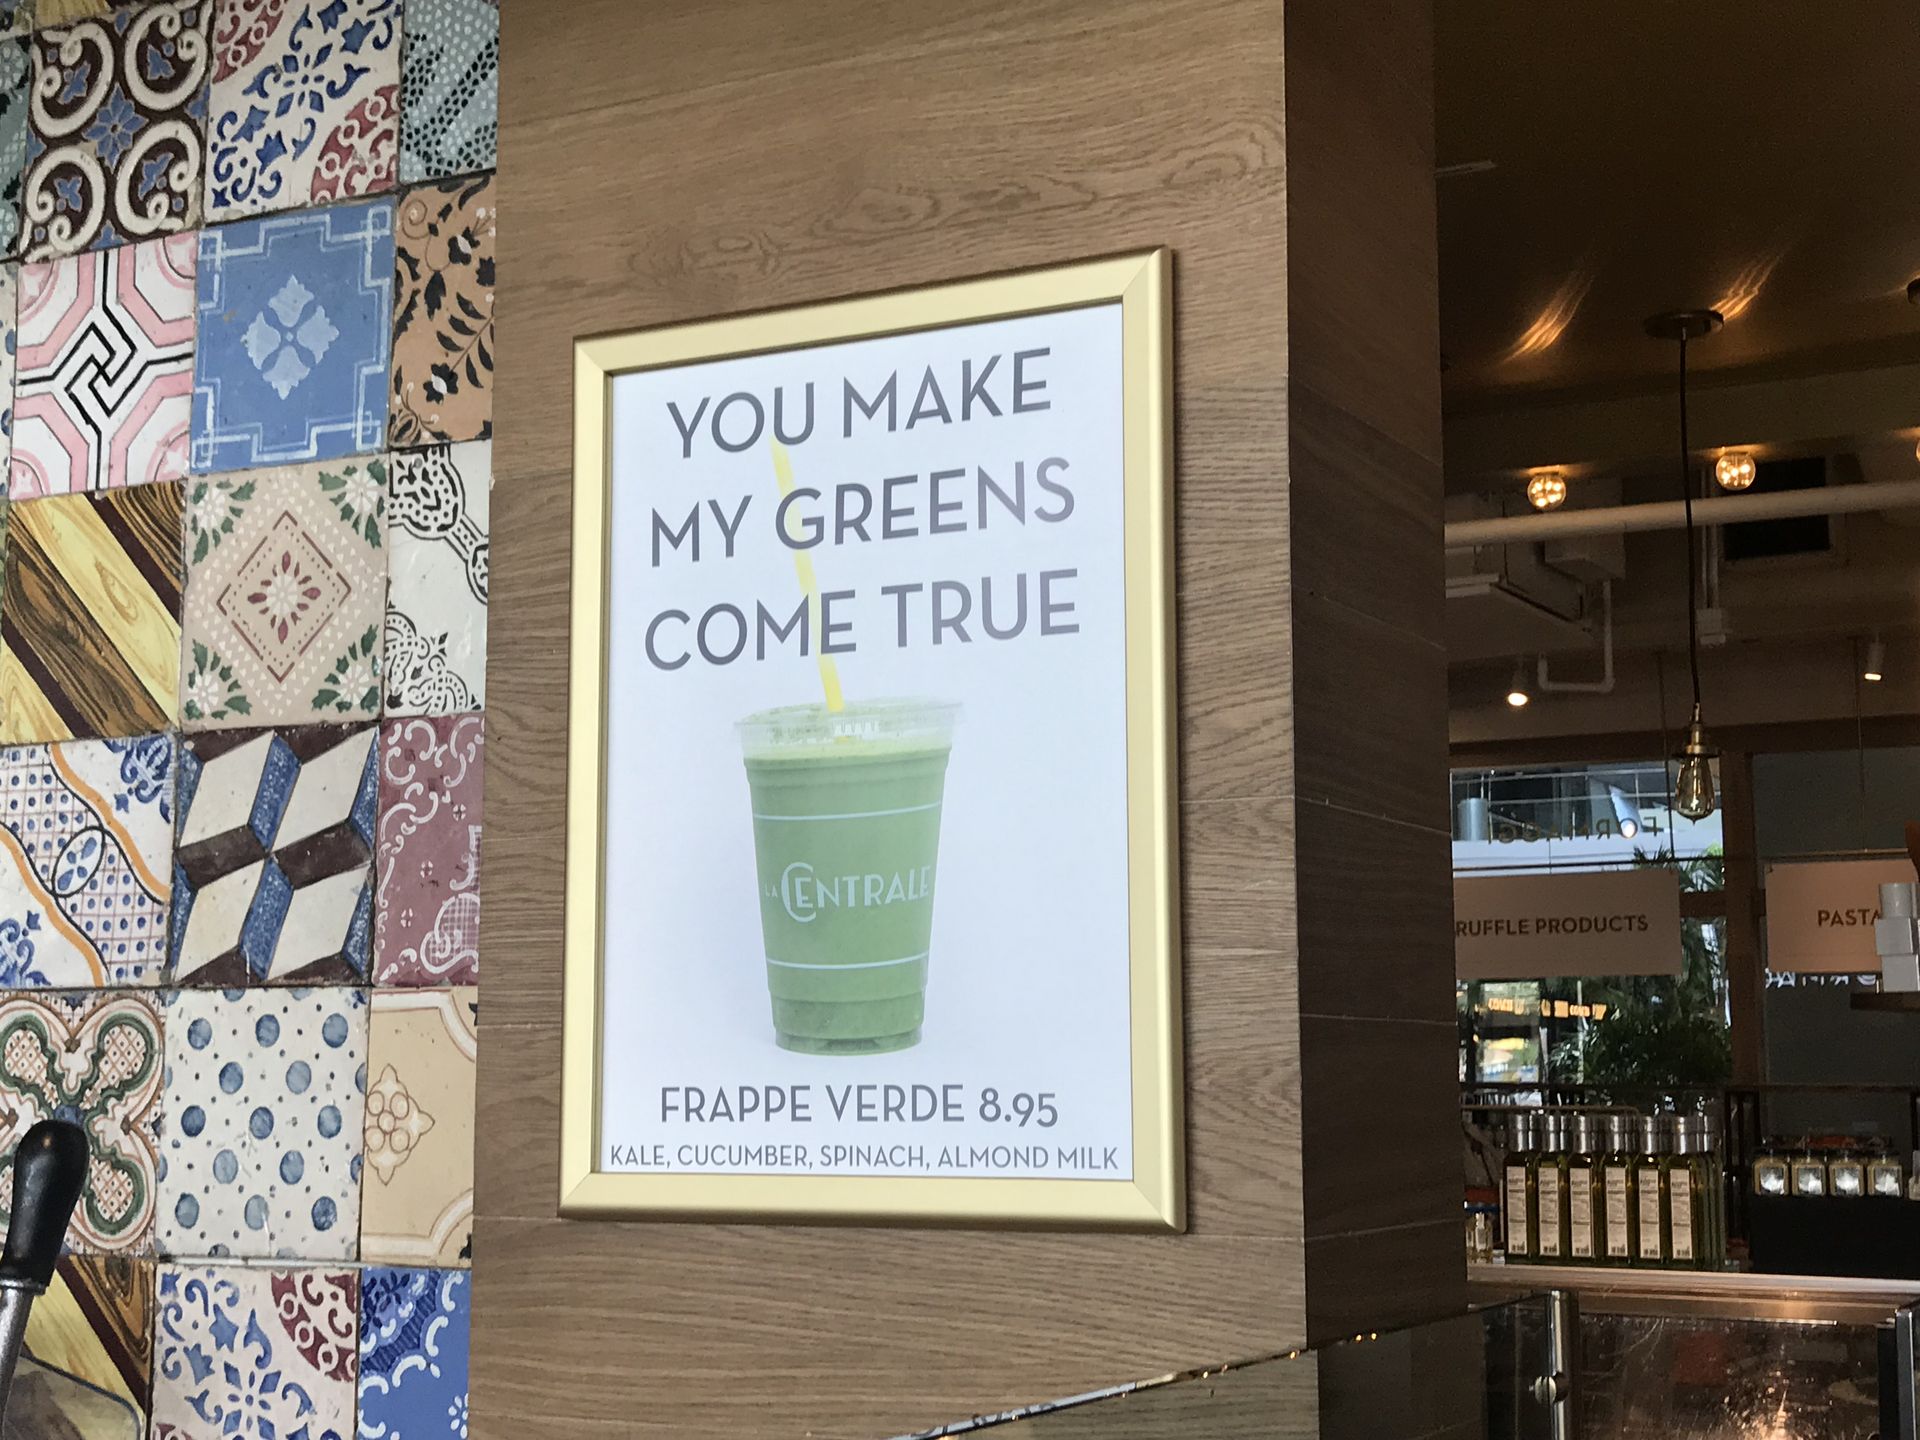 YOU MAKE
MY GREENS
COME TRUE
LA CENTRALE
FRAPPE VERDE 8.95
KALE, CUCUMBER, SPINACH, ALMOND MILK
RUFFLE PRODUCTS
PASTA